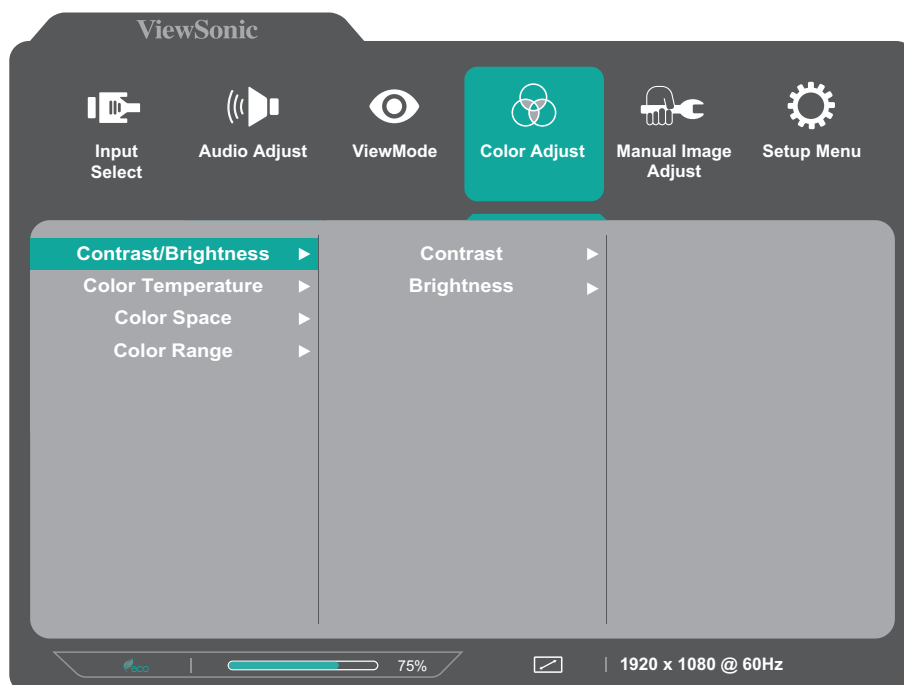 ViewSonic
Input
Select
Audio Adjust
ViewMode
Color Adjust
Manual Image
Adjust
Setup Menu
Contrast/Brightness
Color Temperature
Color Space
Color Range
Contrast
Brightness
eco
75%
1920 x 1080 @ 60Hz